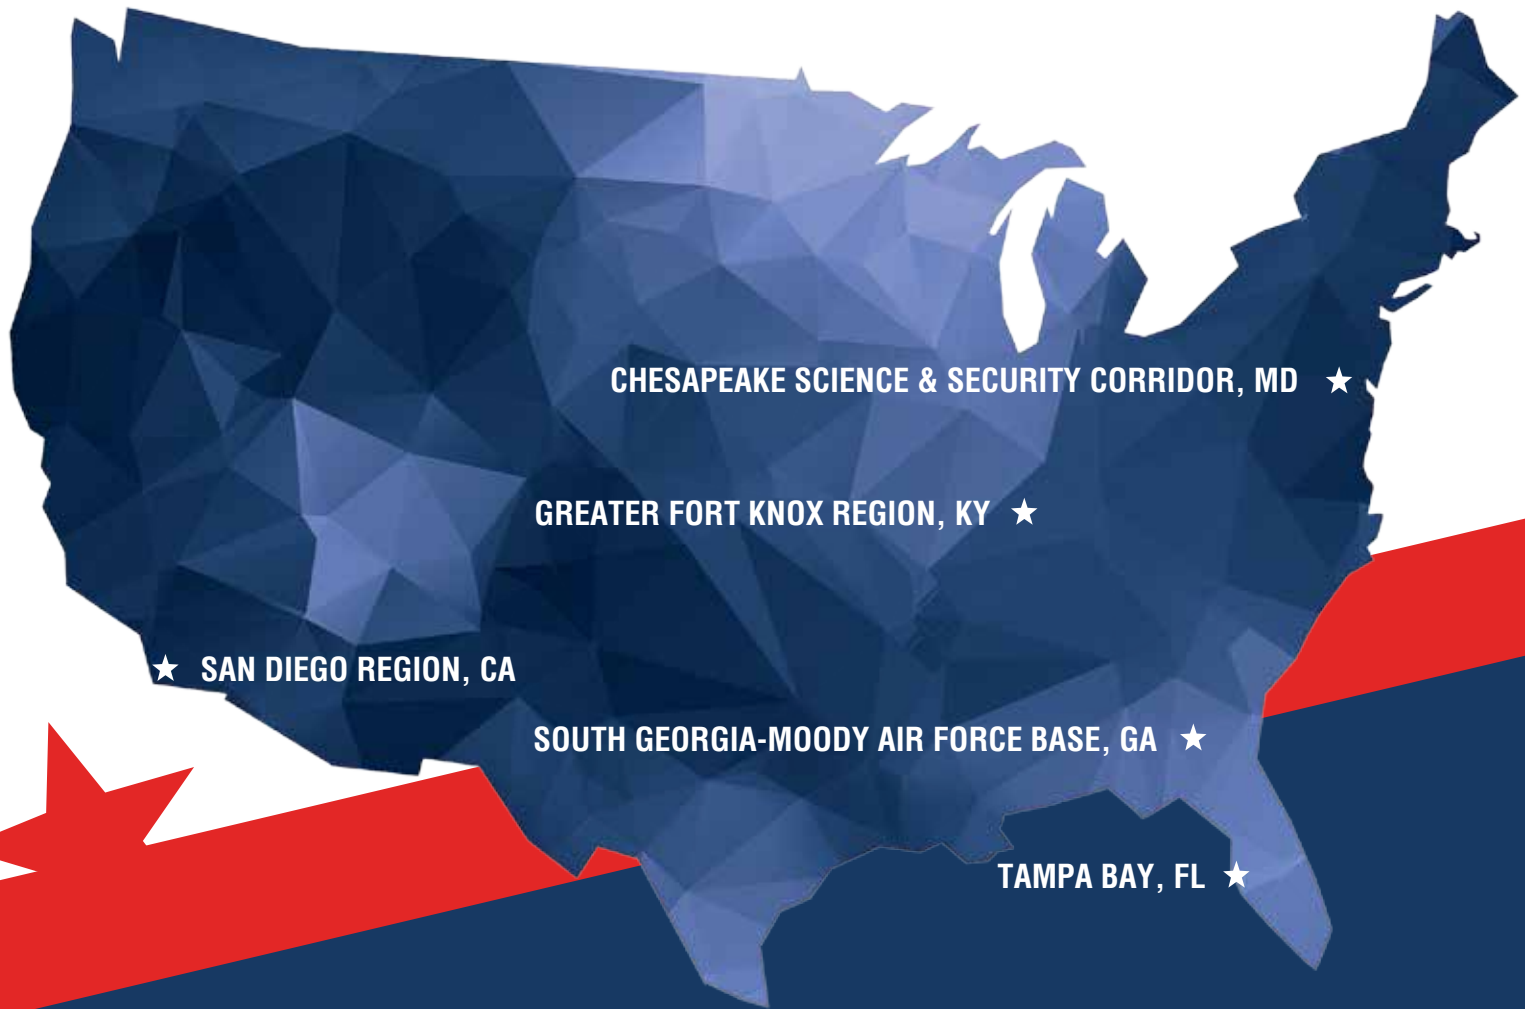 CHESAPEAKE SCIENCE & SECURITY CORRIDOR, MD
GREATER FORT KNOX REGION, KY
SAN DIEGO REGION, CA
SOUTH GEORGIA-MOODY AIR FORCE BASE, GA
TAMPA BAY, FL